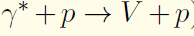 γ* + p → V + p)